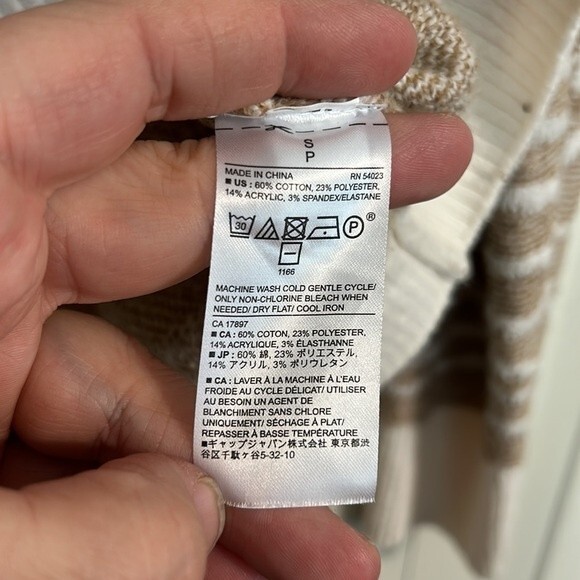 S
P
MADE IN CHINA RN 54023
■ US : 60% COTTON, 23% POLYESTER,
14% ACRYLIC, 3% SPANDEX/ELASTANE
30 P ®
1166
MACHINE WASH COLD GENTLE CYCLE/
ONLY NON-CHLORINE BLEACH WHEN
NEEDED/ DRY FLAT/ COOL IRON
CA 17897
■ CA : 60% COTTON, 23% POLYESTER,
14% ACRYLIQUE, 3% ÉLASTHANNE
■ JP : 60% 綿, 23% ポリエステル,
14% アクリル, 3% ポリウレタン
■ CA : LAVER À LA MACHINE À L'EAU
FROIDE AU CYCLE DÉLICAT/ UTILISER
AU BESOIN UN AGENT DE
BLANCHIMENT SANS CHLORE
UNIQUEMENT/ SÉCHAGE À PLAT/
REPASSER À BASSE TEMPÉRATURE
■ギャップジャパン(株) 東京都渋
谷区千駄ヶ谷5-32-10